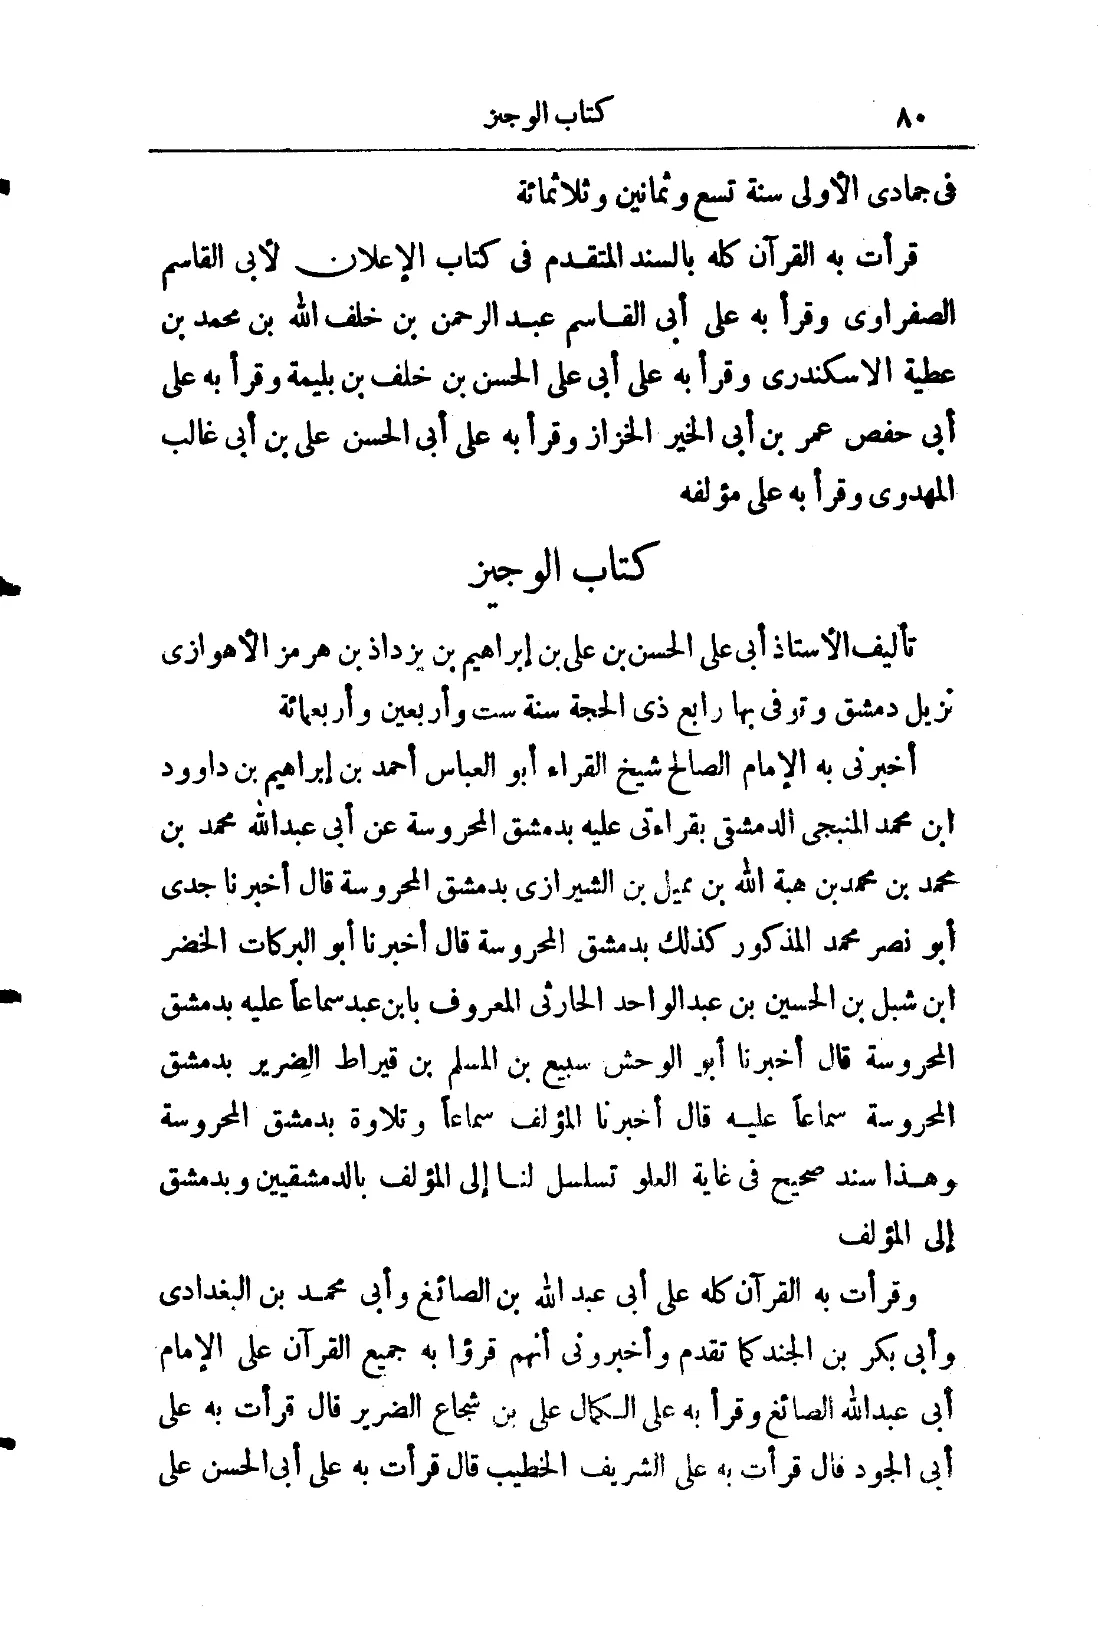 ٨٠
كتاب الوجيز
فى جمادى الأولى سنة تسع وثمانين وثلاثمائة
قرأت به القرآن كله بالسند المتقدم فى كتاب الإعلان لأبى القاسم
الصفراوى وقرأ به على أبى القاسم عبد الرحمن بن خلف الله بن محمد بن
عطية الاسكندرى وقرأ به على أبى على الحسن بن خلف بن بليمة وقرأ به على
أبى حفص عمر بن أبى الخير الخزاز وقرأ به على أبى الحسن على بن أبى غالب
المهدوى وقرأ به على مؤلفه
كتاب الوجيز
تأليف الأستاذ أبى على الحسن بن على بن إبراهيم بن يزداذ بن هرمز الأهوازى
نزيل دمشق وتوفى بها رابع ذى الحجة سنة ست وأربعين وأربعمائة
أخبرنى به الإمام الصالح شيخ القراء أبو العباس أحمد بن إبراهيم بن داوود
ابن محمد المنبجى الدمشقى بقراءتى عليه بدمشق المحروسة عن أبى عبدالله محمد بن
محمد بن محمد بن هبة الله بن مميل بن الشيرازى بدمشق المحروسة قال أخبرنا جدى
أبو نصر محمد المذكور كذلك بدمشق المحروسة قال أخبرنا أبو البركات الخضر
ابن شبل بن الحسين بن عبدالواحد الحارثى المعروف بابن عبد سماعاً عليه بدمشق
المحروسة قال أخبرنا أبو الوحش سبيع بن المسلم بن قيراط الضرير بدمشق
المحروسة سماعاً عليه قال أخبرنا المؤلف سماعاً وتلاوة بدمشق المحروسة
وهذا سند صحيح فى غاية العلو تسلسل لنا إلى المؤلف بالدمشقيين وبدمشق
إلى المؤلف
وقرأت به القرآن كله على أبى عبد الله بن الصائغ وأبى محمد بن البغدادى
وأبى بكر بن الجندى كما تقدم وأخبرونى أنهم قرؤا به جميع القرآن على الإمام
أبى عبدالله الصائغ وقرأ به على الكمال على بن شجاع الضرير قال قرأت به على
أبى الجود قال قرأت به على الشريف الخطيب قال قرأت به على أبى الحسن على